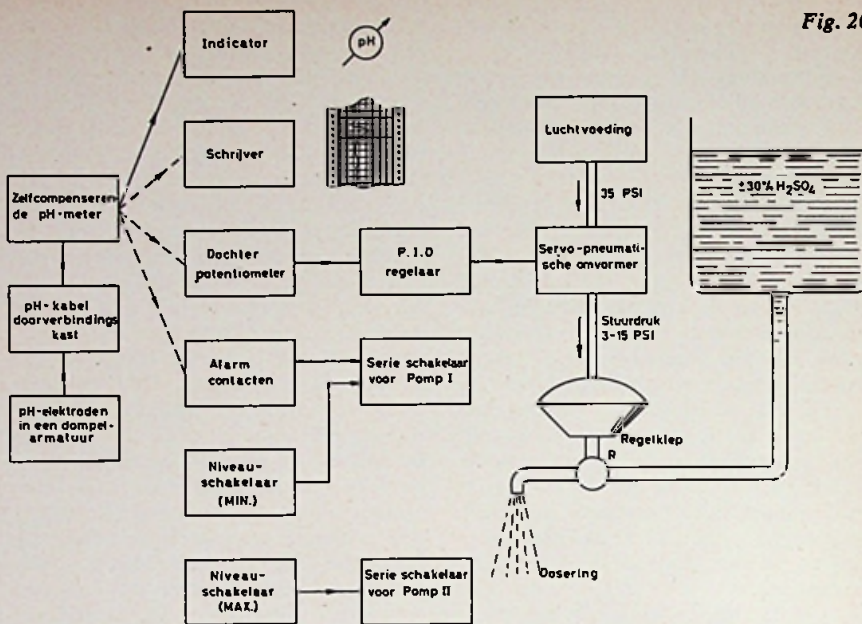 Fig. 20
Indicator
pH
Schrijver
Luchtvoeding
±30% H₂SO₄
Zelfcompenseren-
de pH-meter
35 PSI
Dochter
potentiometer
P.I.D
regelaar
Servo-pneumati-
sche omvormer
pH-kabel
doorverbindings
kast
Stuurdruk
3-15 PSI
Alarm
contacten
Serie schakelaar
voor Pomp I
pH-elektroden
in een dompel-
armatuur
Regelklep
R
Niveau-
schakelaar
(MIN.)
Dosering
Niveau-
schakelaar
(MAX.)
Serie schakelaar
voor Pomp II